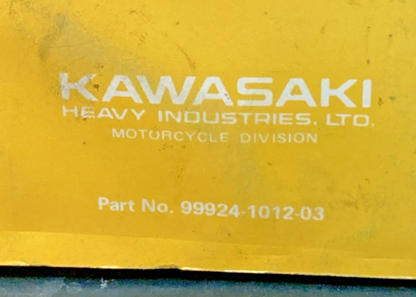 KAWASAKI
HEAVY INDUSTRIES, LTD.
MOTORCYCLE DIVISION
Part No. 99924-1012-03